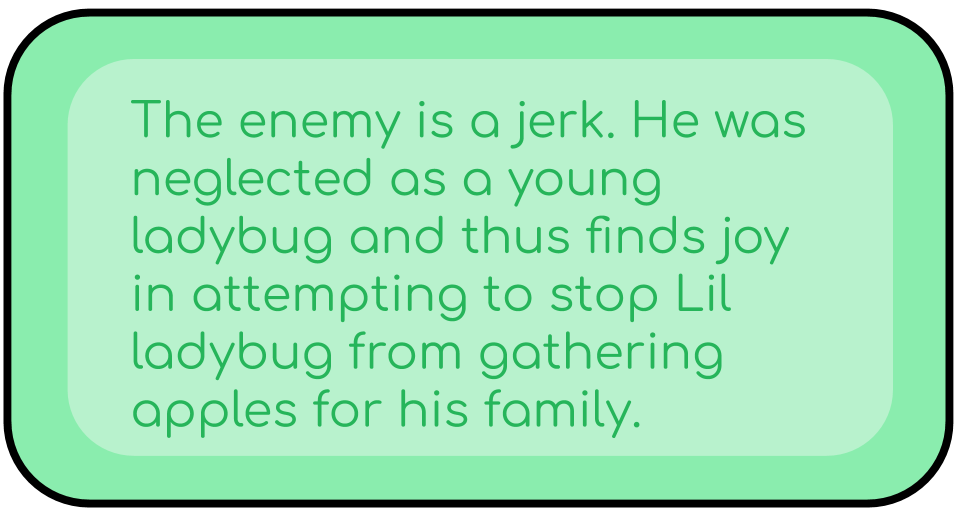 The enemy is a jerk. He was
neglected as a young
ladybug and thus finds joy
in attempting to stop Lil
ladybug from gathering
apples for his family.